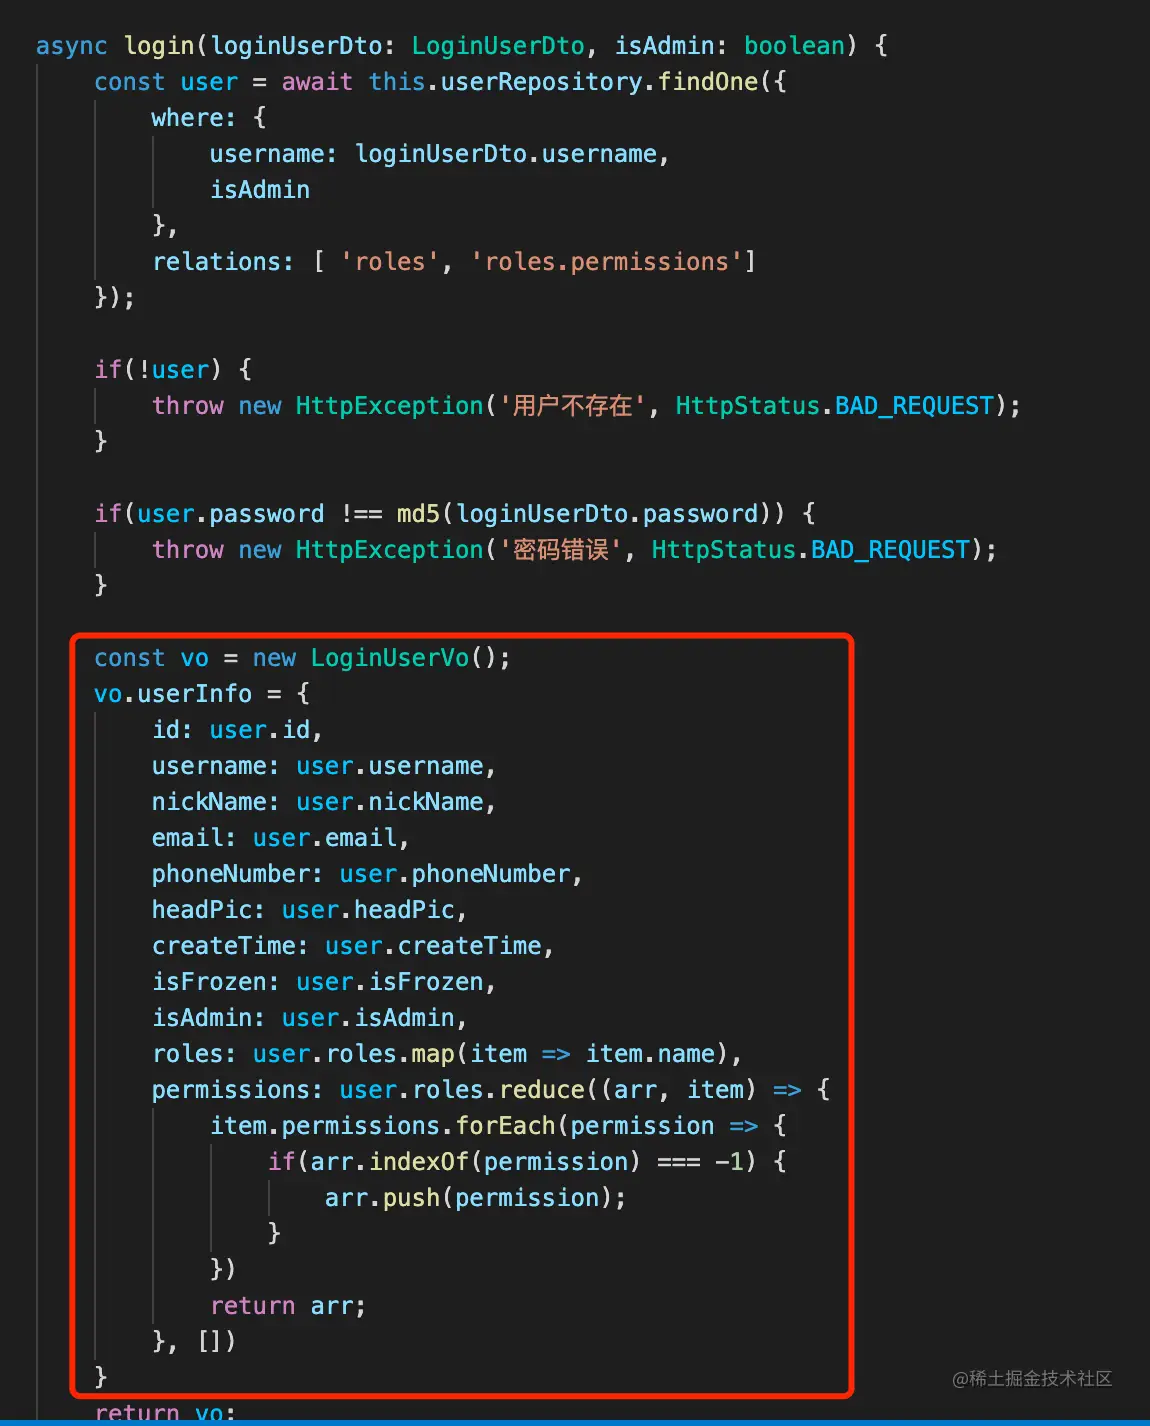 async login(loginUserDto: LoginUserDto, isAdmin: boolean) {
    const user = await this.userRepository.findOne({
        where: {
            username: loginUserDto.username,
            isAdmin
        },
        relations: [ 'roles', 'roles.permissions']
    });

    if(!user) {
        throw new HttpException('用户不存在', HttpStatus.BAD_REQUEST);
    }

    if(user.password !== md5(loginUserDto.password)) {
        throw new HttpException('密码错误', HttpStatus.BAD_REQUEST);
    }

    const vo = new LoginUserVo();
    vo.userInfo = {
        id: user.id,
        username: user.username,
        nickName: user.nickName,
        email: user.email,
        phoneNumber: user.phoneNumber,
        headPic: user.headPic,
        createTime: user.createTime,
        isFrozen: user.isFrozen,
        isAdmin: user.isAdmin,
        roles: user.roles.map(item => item.name),
        permissions: user.roles.reduce((arr, item) => {
            item.permissions.forEach(permission => {
                if(arr.indexOf(permission) === -1) {
                    arr.push(permission);
                }
            })
            return arr;
        }, [])
    }
    return vo;
@稀土掘金技术社区